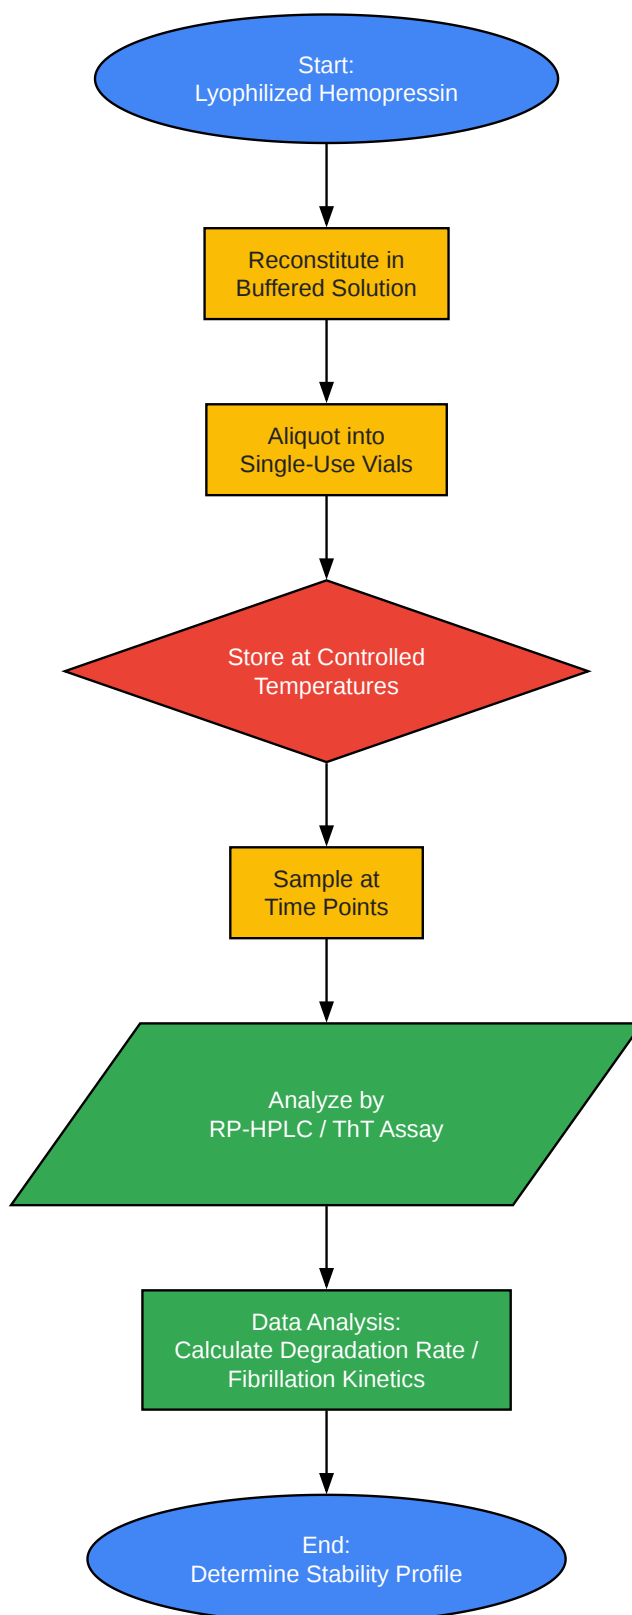 Start:
Lyophilized Hemopressin
Reconstitute in
Buffered Solution
Aliquot into
Single-Use Vials
Store at Controlled
Temperatures
Sample at
Time Points
Analyze by
RP-HPLC / ThT Assay
Data Analysis:
Calculate Degradation Rate /
Fibrillation Kinetics
End:
Determine Stability Profile